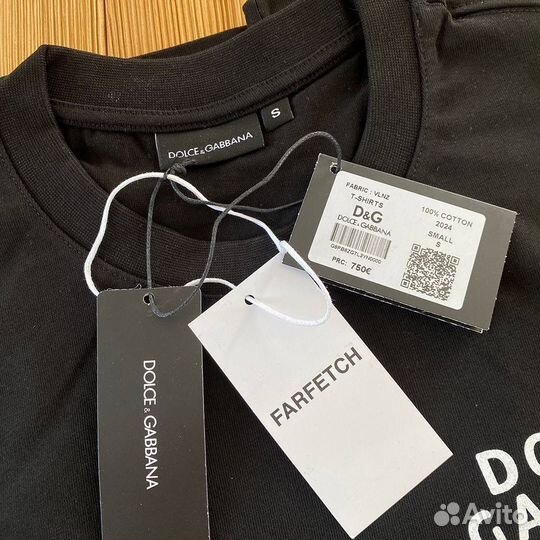 S
DOLCE & GABBANA
FABRIC : VLNZ
T-SHIRTS
D&G
DOLCE & GABBANA
PRC: 750€
100% COTTON
2024
SMALL
S
DOLCE & GABBANA
FARFETCH
DO
GA
Avito